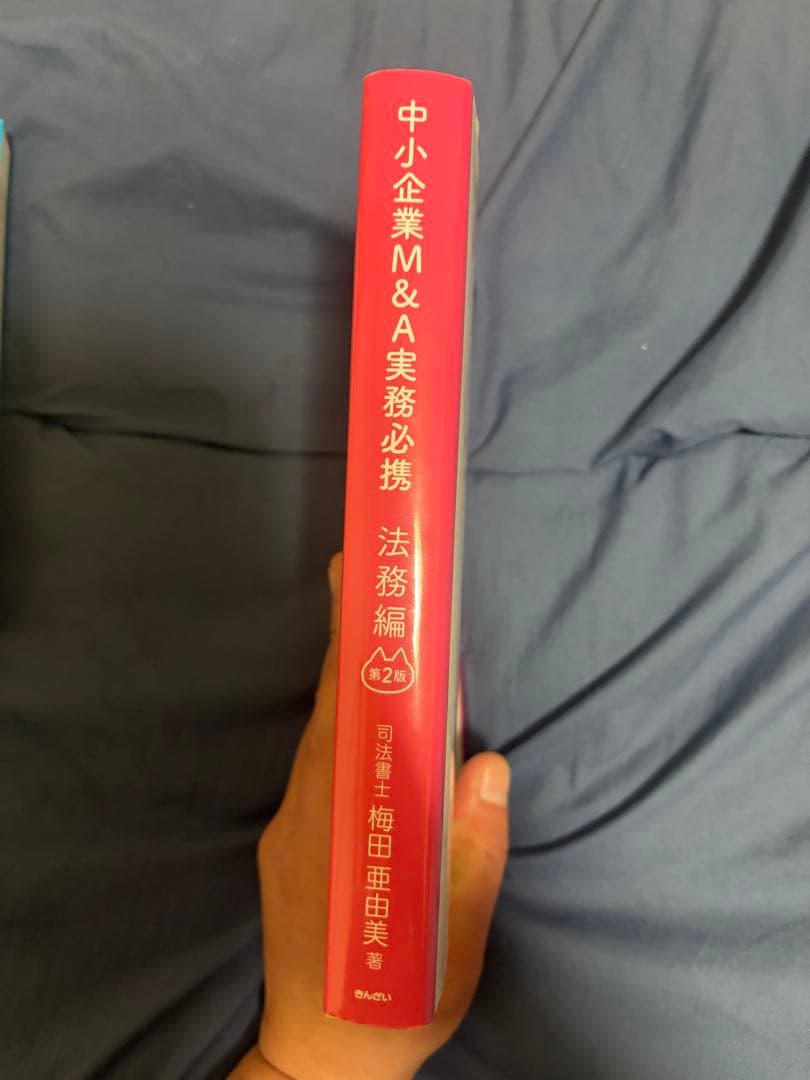 中小企業M&A実務必携
法務編
第2版
司法書士 梅田 亜由美 著
きんざい